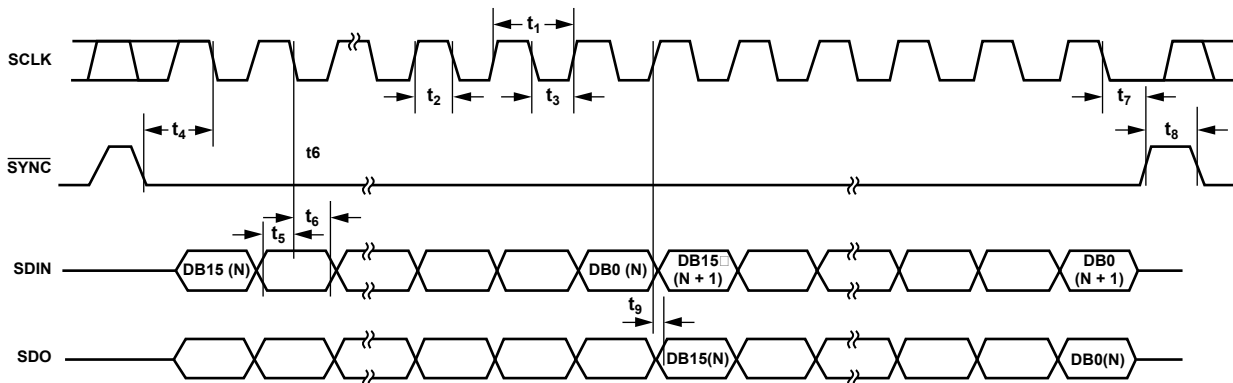 t₁
SCLK
t₂
t₃
t₇
t₄
t₈
SYNC
t6
t₆
t₅
SDIN
DB15 (N)
DB0 (N)
DB15□
(N + 1)
DB0
(N + 1)
t₉
SDO
DB15(N)
DB0(N)